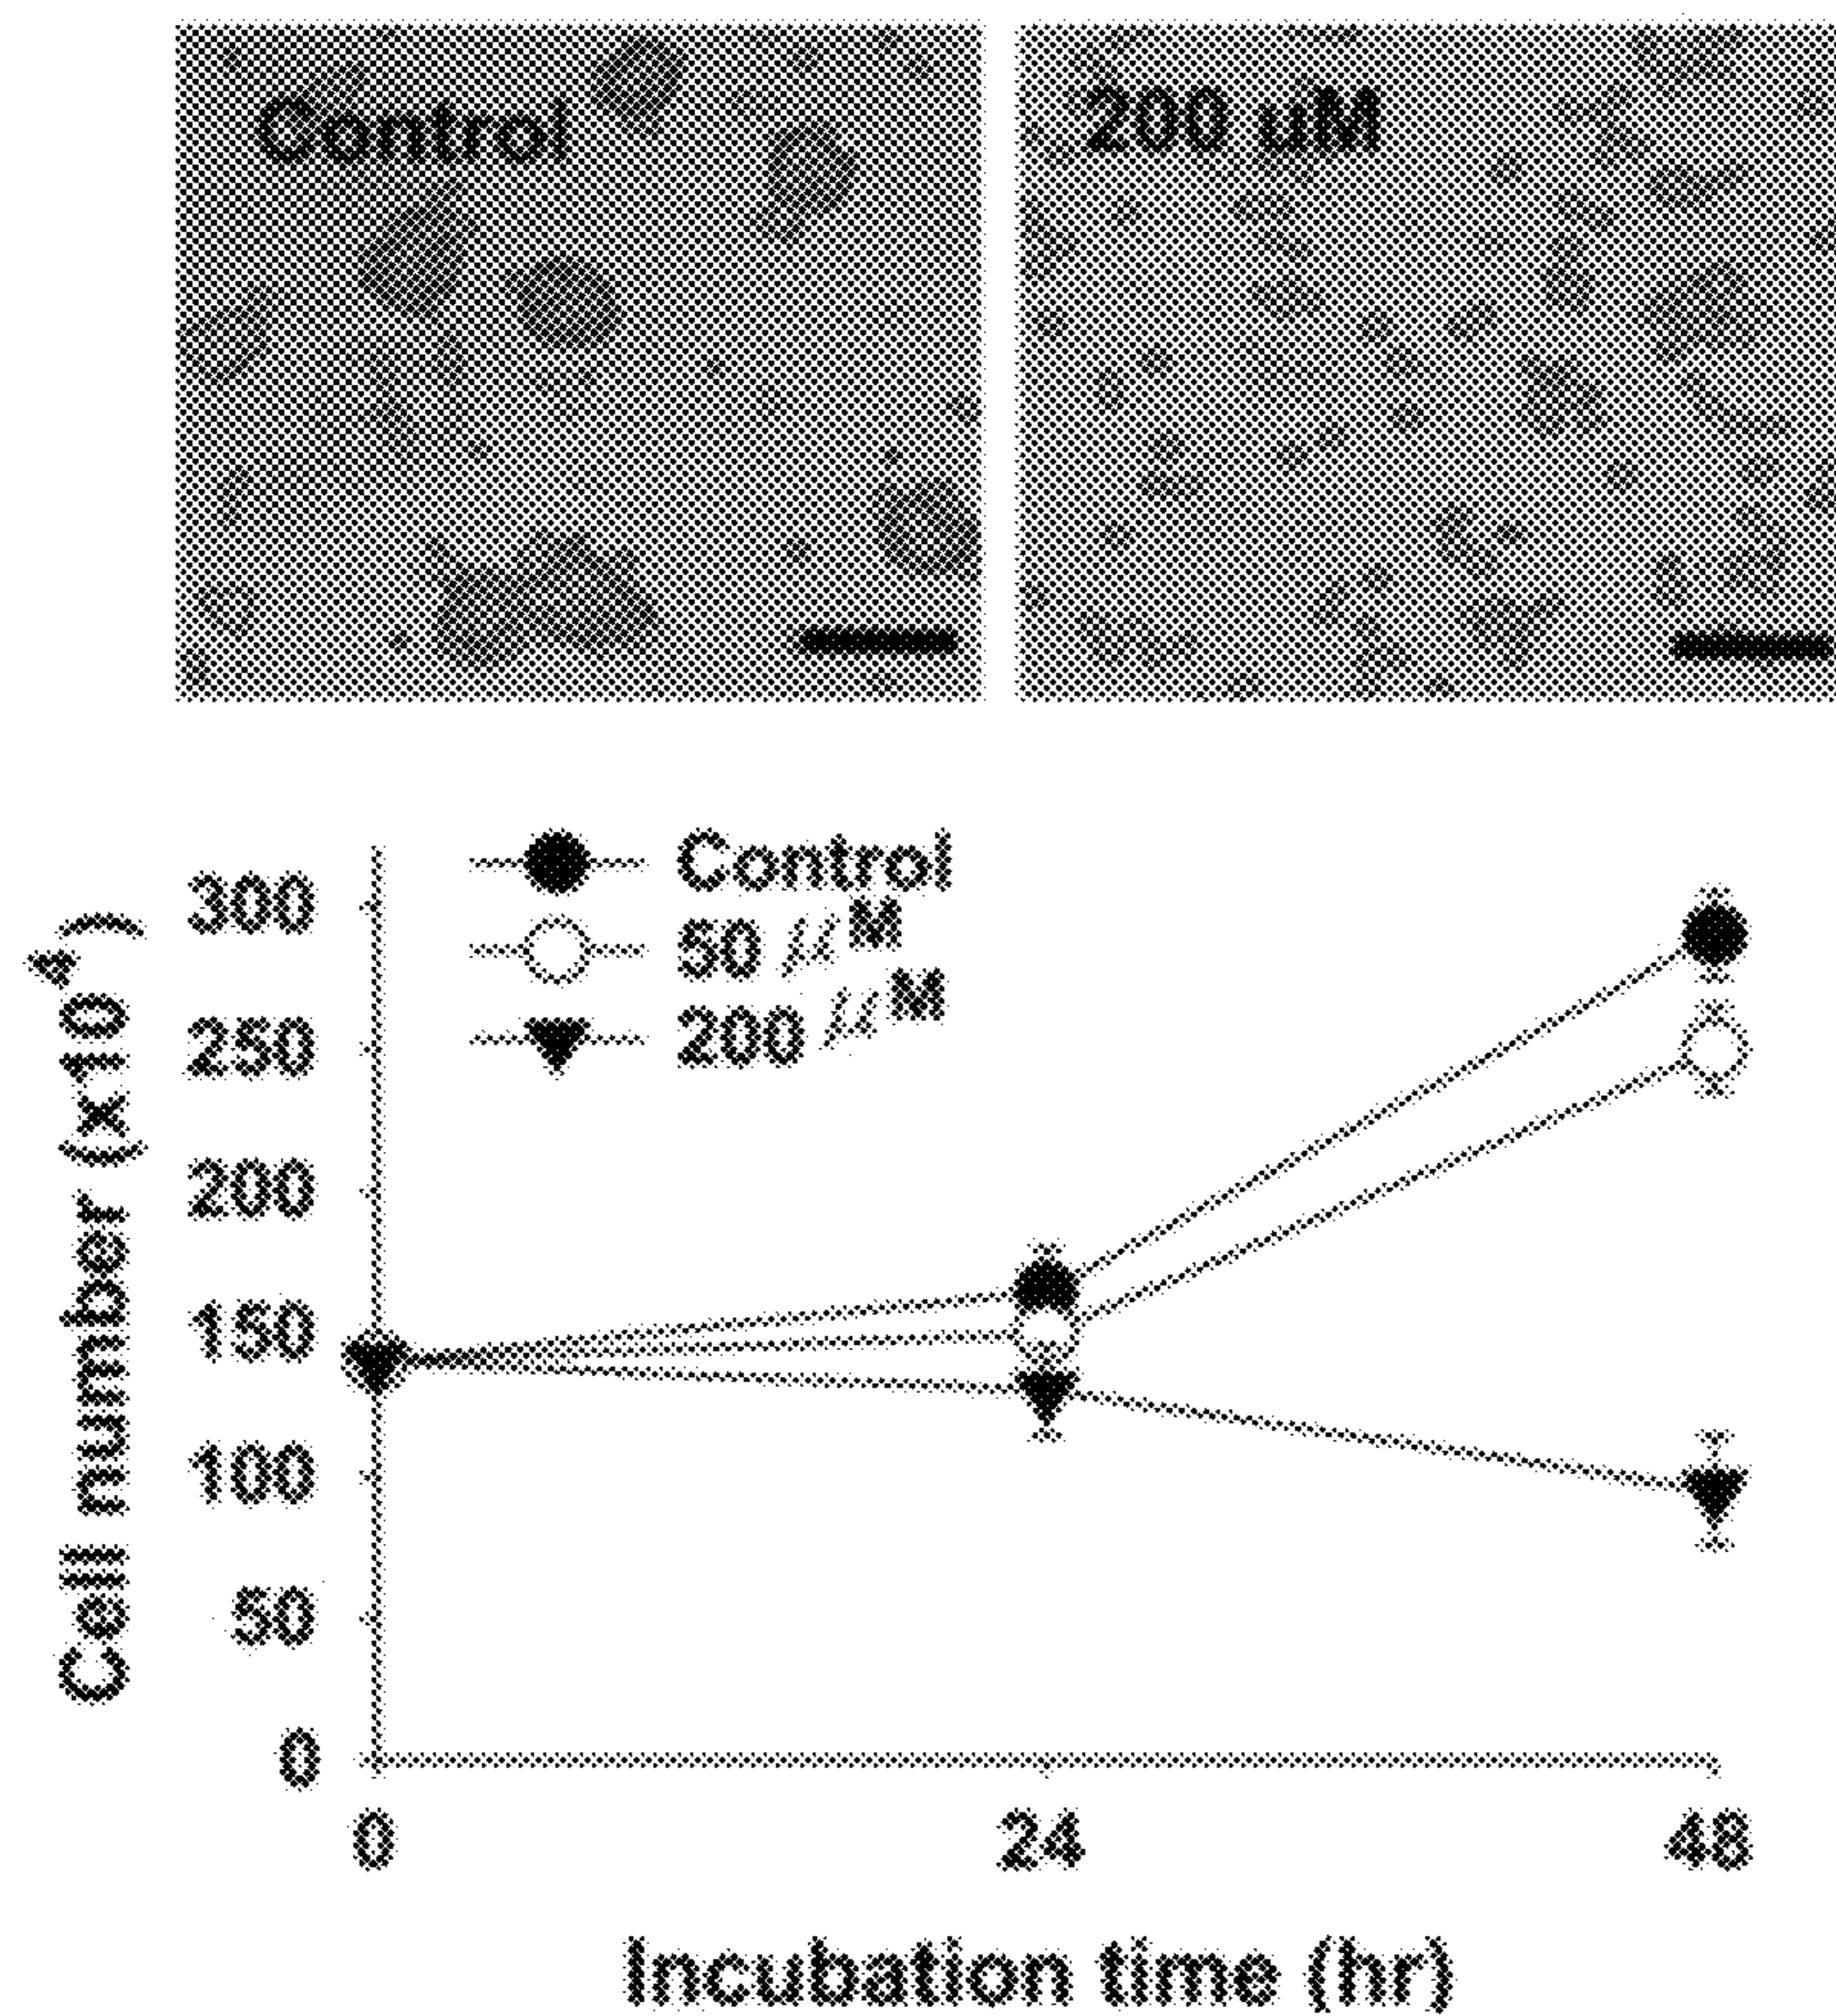 Control
200 uM
Control
50 μM
200 μM
Cell number (x10⁴)
300
250
200
150
100
50
0
0 24 48
Incubation time (hr)